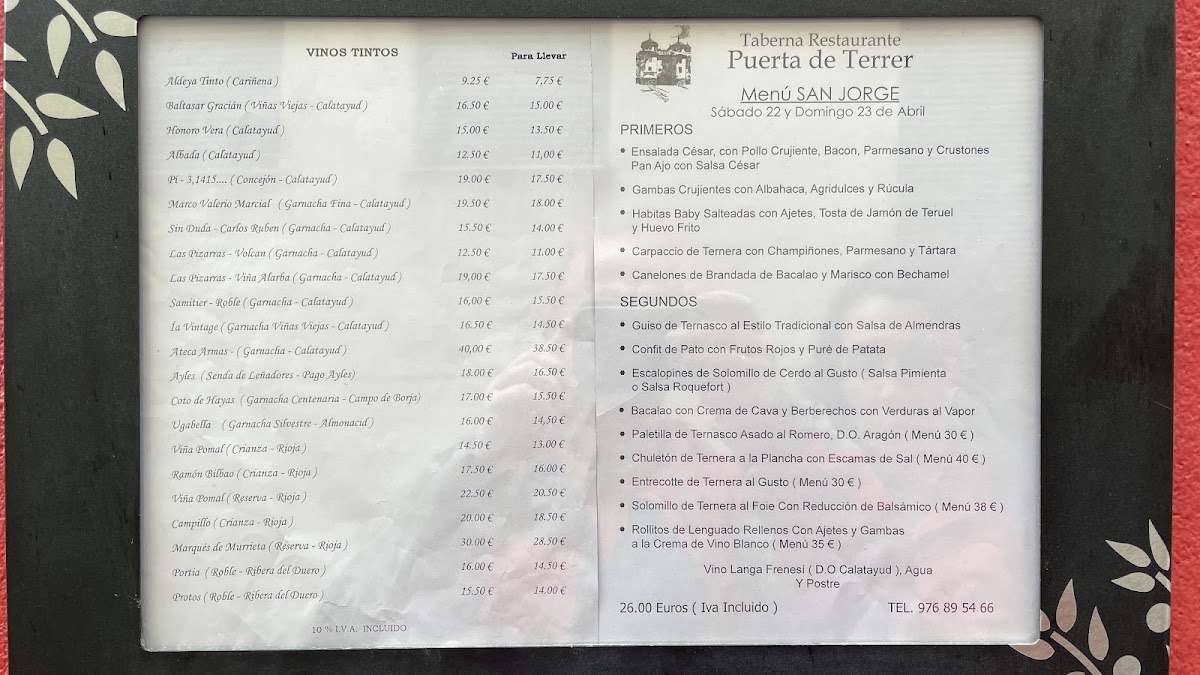 VINOS TINTOS
Para Llevar
Aldeya Tinto ( Cariñena ) 9.25 € 7,75 €
Baltasar Gracián ( Viñas Viejas - Calatayud ) 16.50 € 15.00 €
Honoro Vera ( Calatayud ) 15.00 € 13.50 €
Albada ( Calatayud ) 12.50 € 11,00 €
Pi - 3,1415.... ( Concejón - Calatayud ) 19.00 € 17.50 €
Marco Valerio Marcial ( Garnacha Fina - Calatayud ) 19.50 € 18.00 €
Sin Duda - Carlos Ruben ( Garnacha - Calatayud ) 15.50 € 14.00 €
Las Pizarras - Volcan ( Garnacha - Calatayud ) 12.50 € 11.00 €
Las Pizarras - Viña Alarba ( Garnacha - Calatayud ) 19,00 € 17.50 €
Samitier - Roble ( Garnacha - Calatayud ) 16,00 € 15.50 €
Ía Vintage ( Garnacha Viñas Viejas - Calatayud ) 16.50 € 14.50 €
Ateca Armas - ( Garnacha - Calatayud ) 40,00 € 38.50 €
Ayles ( Senda de Leñadores - Pago Ayles) 18.00 € 16.50 €
Coto de Hayas ( Garnacha Centenaria - Campo de Borja) 17.00 € 15.50 €
Ugabella ( Garnacha Silvestre - Almonacid ) 16.00 € 14,50 €
Viña Pomal ( Crianza - Rioja ) 14.50 € 13.00 €
Ramón Bilbao ( Crianza - Rioja ) 17.50 € 16.00 €
Viña Pomal ( Reserva - Rioja ) 22.50 € 20.50 €
Campillo ( Crianza - Rioja ) 20.00 € 18.50 €
Marqués de Murrieta ( Reserva - Rioja ) 30.00 € 28.50 €
Portia ( Roble - Ribera del Duero ) 16.00 € 14.50 €
Protos ( Roble - Ribera del Duero ) 15.50 € 14.00 €
10 % I.V.A. INCLUIDO
Taberna Restaurante
Puerta de Terrer
Menú SAN JORGE
Sábado 22 y Domingo 23 de Abril
PRIMEROS
• Ensalada César, con Pollo Crujiente, Bacon, Parmesano y Crustones
Pan Ajo con Salsa César
• Gambas Crujientes con Albahaca, Agridulces y Rúcula
• Habitas Baby Salteadas con Ajetes, Tosta de Jamón de Teruel
y Huevo Frito
• Carpaccio de Ternera con Champiñones, Parmesano y Tártara
• Canelones de Brandada de Bacalao y Marisco con Bechamel
SEGUNDOS
• Guiso de Ternasco al Estilo Tradicional con Salsa de Almendras
• Confit de Pato con Frutos Rojos y Puré de Patata
• Escalopines de Solomillo de Cerdo al Gusto ( Salsa Pimienta
o Salsa Roquefort )
• Bacalao con Crema de Cava y Berberechos con Verduras al Vapor
• Paletilla de Ternasco Asado al Romero, D.O. Aragón ( Menú 30 € )
• Chuletón de Ternera a la Plancha con Escamas de Sal ( Menú 40 € )
• Entrecotte de Ternera al Gusto ( Menú 30 € )
• Solomillo de Ternera al Foie Con Reducción de Balsámico ( Menú 38 € )
• Rollitos de Lenguado Rellenos Con Ajetes y Gambas
a la Crema de Vino Blanco ( Menú 35 € )
Vino Langa Frenesi ( D.O Calatayud ), Agua
Y Postre
26.00 Euros ( Iva Incluido ) TEL. 976 89 54 66